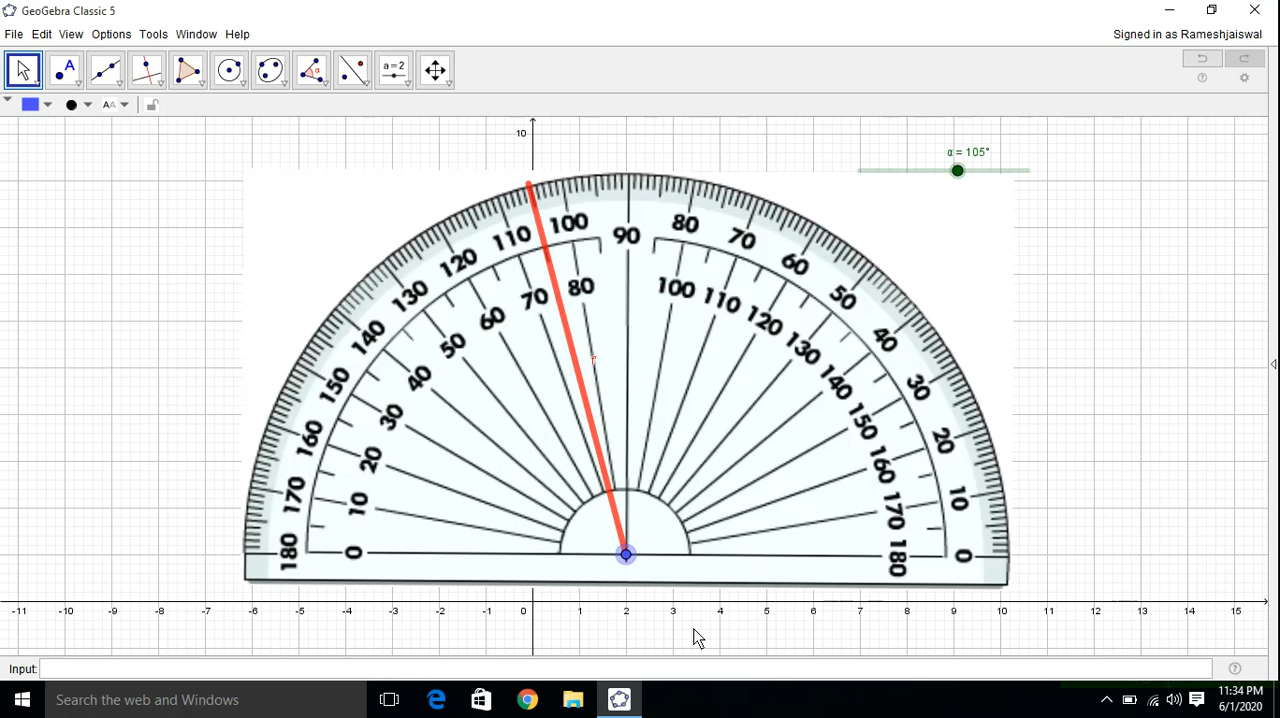 GeoGebra Classic 5
File Edit View Options Tools Window Help
Signed in as Rameshjaiswal
A
α
a = 2
AA
10
α = 105°
110 100 90 80 70
120 60
130 80 100 50
70 110
140 60 120 40
50 130
150 40 140 30
30 150
160 20 160 20
170 10 170 10
180 0 180 0
r
-11 -10 -9 -8 -7 -6 -5 -4 -3 -2 -1 0 1 2 3 4 5 6 7 8 9 10 11 12 13 14 15
Input:
Search the web and Windows
11:34 PM
6/1/2020